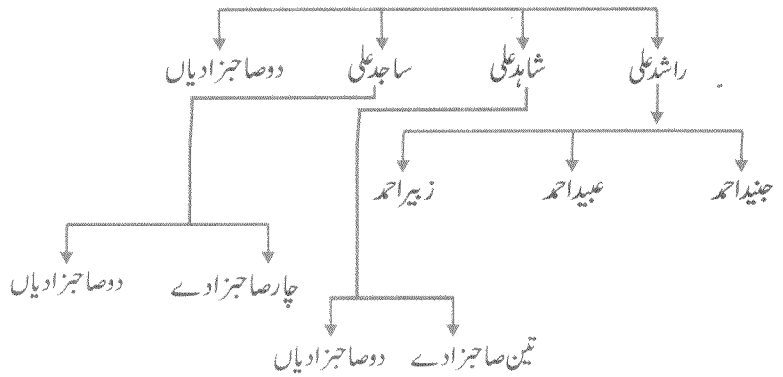 راشد علی شاہد علی ساجد علی دو صاحبزادیاں
جنید احمد عبید احمد زبیر احمد
چار صاحبزادے دو صاحبزادیاں
تین صاحبزادے دو صاحبزادیاں